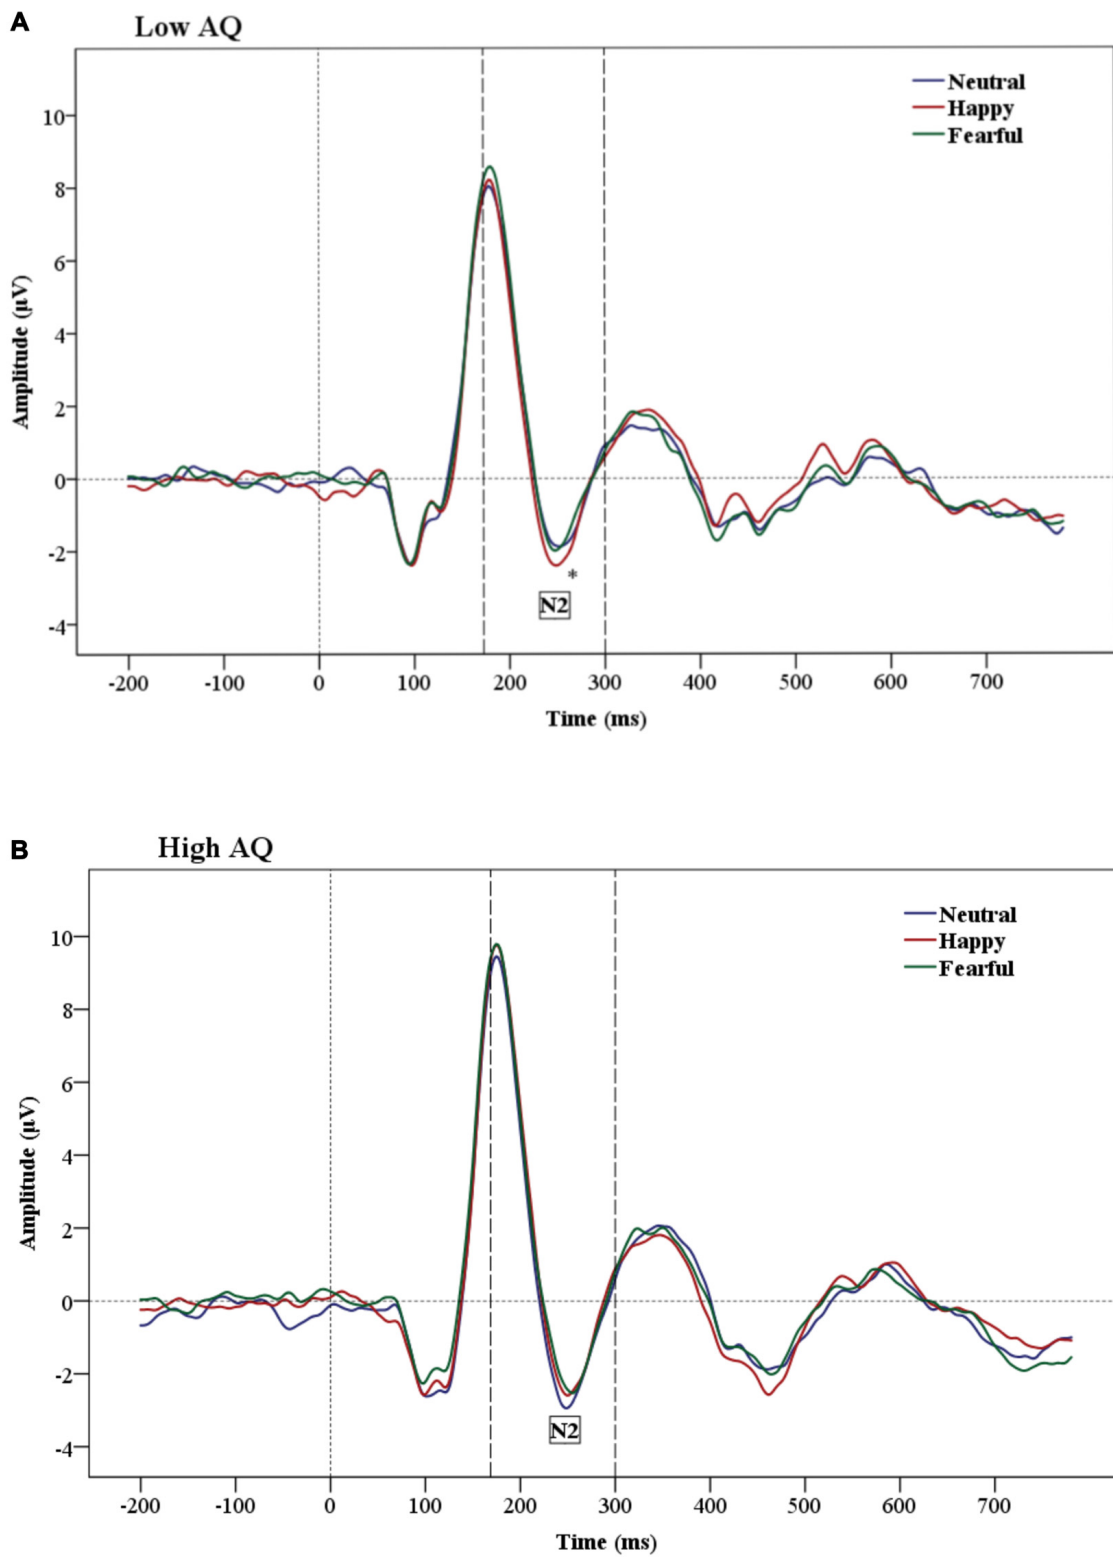 A
Low AQ
Neutral
Happy
Fearful
10
8
6
4
2
0
-2
-4
Amplitude (µV)
*
N2
-200 -100 0 100 200 300 400 500 600 700
Time (ms)
B
High AQ
Neutral
Happy
Fearful
10
8
6
4
2
0
-2
-4
Amplitude (µV)
N2
-200 -100 0 100 200 300 400 500 600 700
Time (ms)